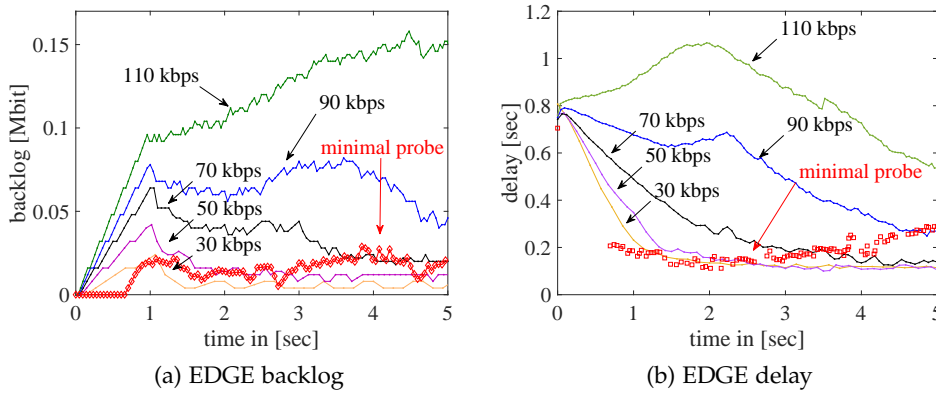 0.15
0.1
0.05
0
backlog [Mbit]
110 kbps
90 kbps
70 kbps
50 kbps
30 kbps
minimal probe
0 1 2 3 4 5
time in [sec]
(a) EDGE backlog
1.2
1
0.8
0.6
0.4
0.2
0
delay [sec]
110 kbps
70 kbps
90 kbps
50 kbps
minimal probe
30 kbps
0 1 2 3 4 5
time in [sec]
(b) EDGE delay